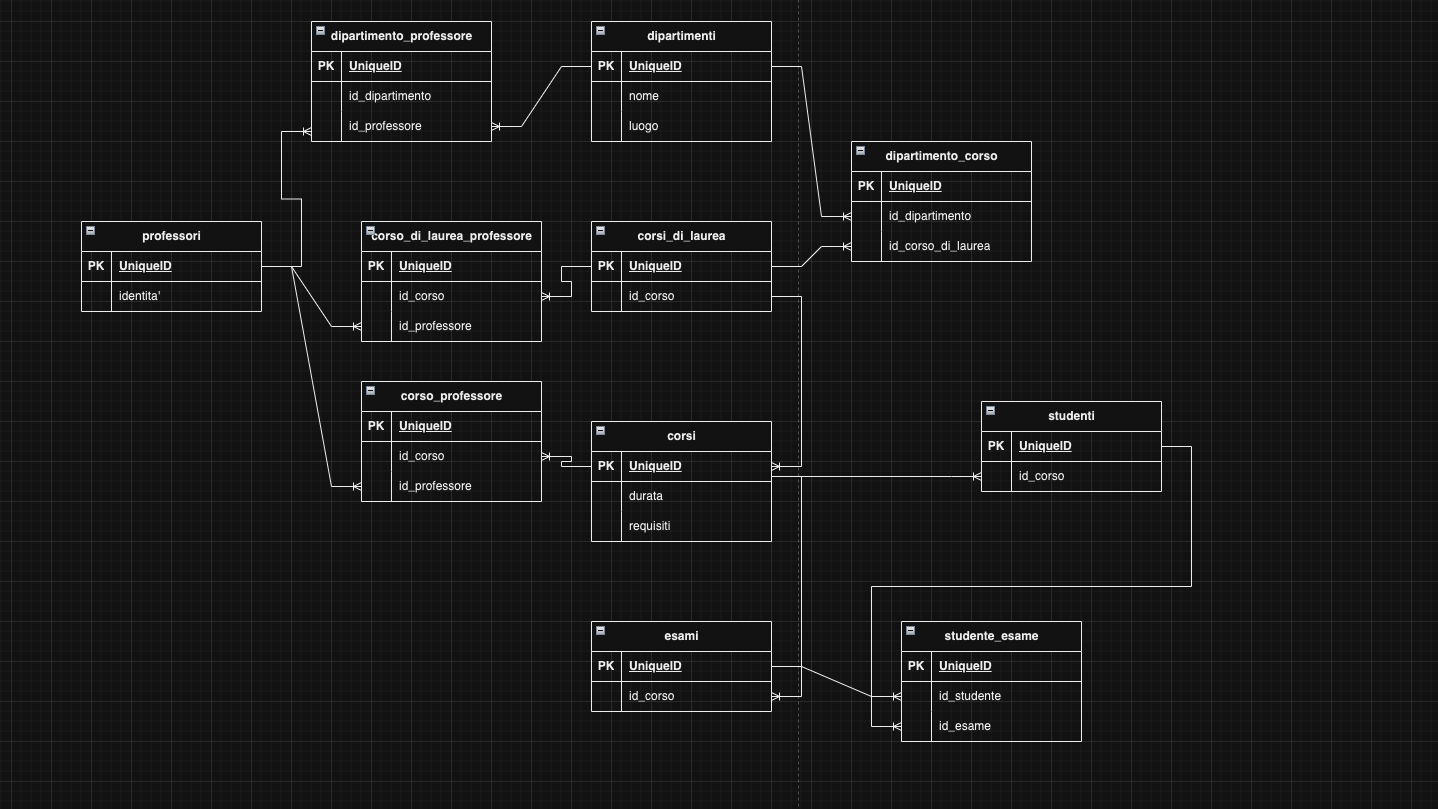 dipartimento_professore
PK UniqueID
id_dipartimento
id_professore
dipartimenti
PK UniqueID
nome
luogo
dipartimento_corso
PK UniqueID
id_dipartimento
id_corso_di_laurea
professori
PK UniqueID
identita'
corso_di_laurea_professore
PK UniqueID
id_corso
id_professore
corsi_di_laurea
PK UniqueID
id_corso
corso_professore
PK UniqueID
id_corso
id_professore
corsi
PK UniqueID
durata
requisiti
studenti
PK UniqueID
id_corso
esami
PK UniqueID
id_corso
studente_esame
PK UniqueID
id_studente
id_esame